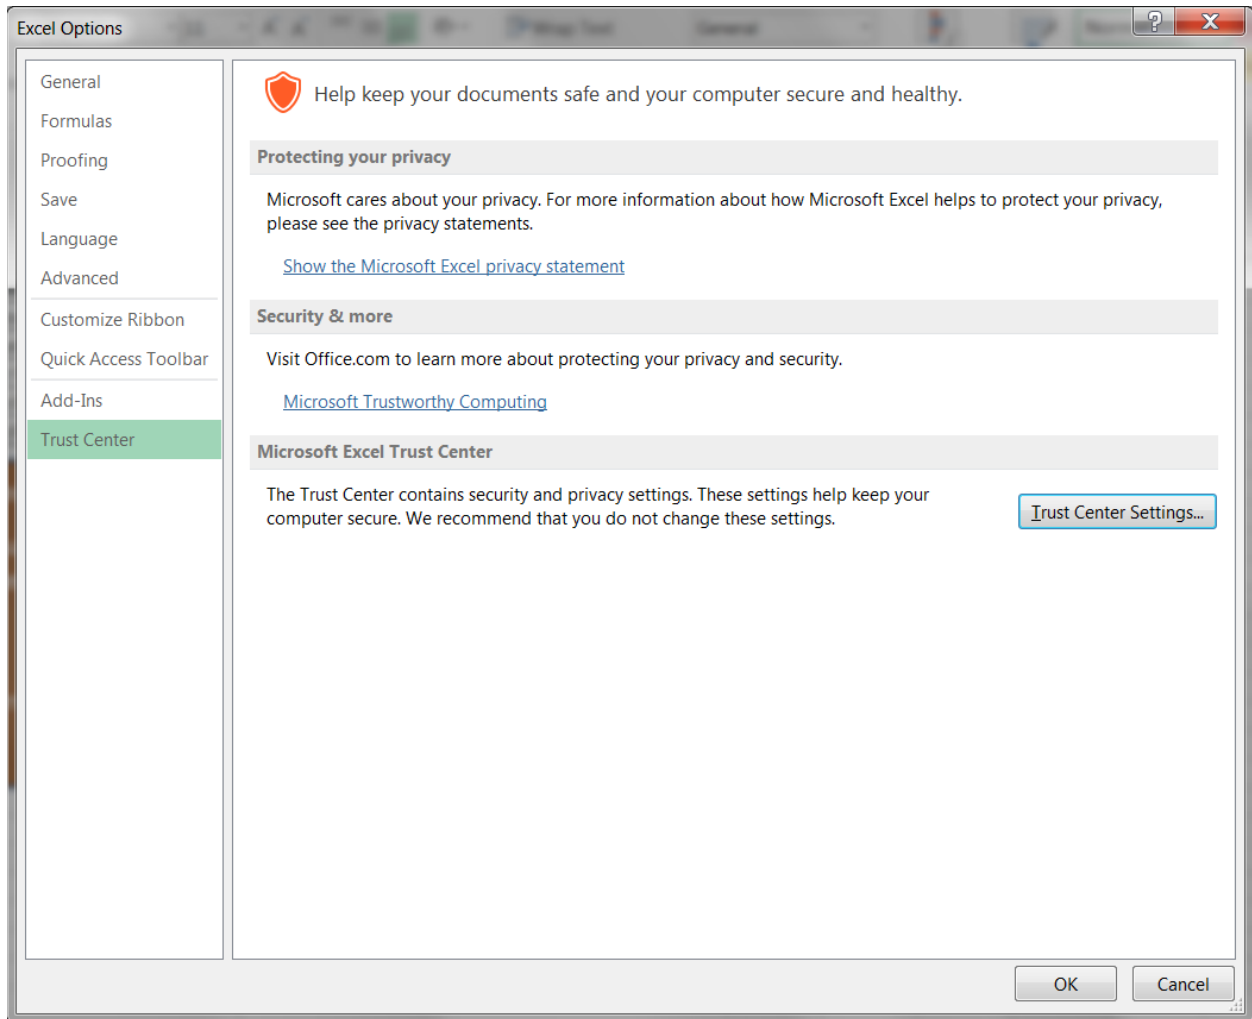 Excel Options
Wrap Text
General
?
X
General
Formulas
Proofing
Save
Language
Advanced
Customize Ribbon
Quick Access Toolbar
Add-Ins
Trust Center
Help keep your documents safe and your computer secure and healthy.
Protecting your privacy
Microsoft cares about your privacy. For more information about how Microsoft Excel helps to protect your privacy,
please see the privacy statements.
Show the Microsoft Excel privacy statement
Security & more
Visit Office.com to learn more about protecting your privacy and security.
Microsoft Trustworthy Computing
Microsoft Excel Trust Center
The Trust Center contains security and privacy settings. These settings help keep your
computer secure. We recommend that you do not change these settings.
Trust Center Settings...
OK
Cancel